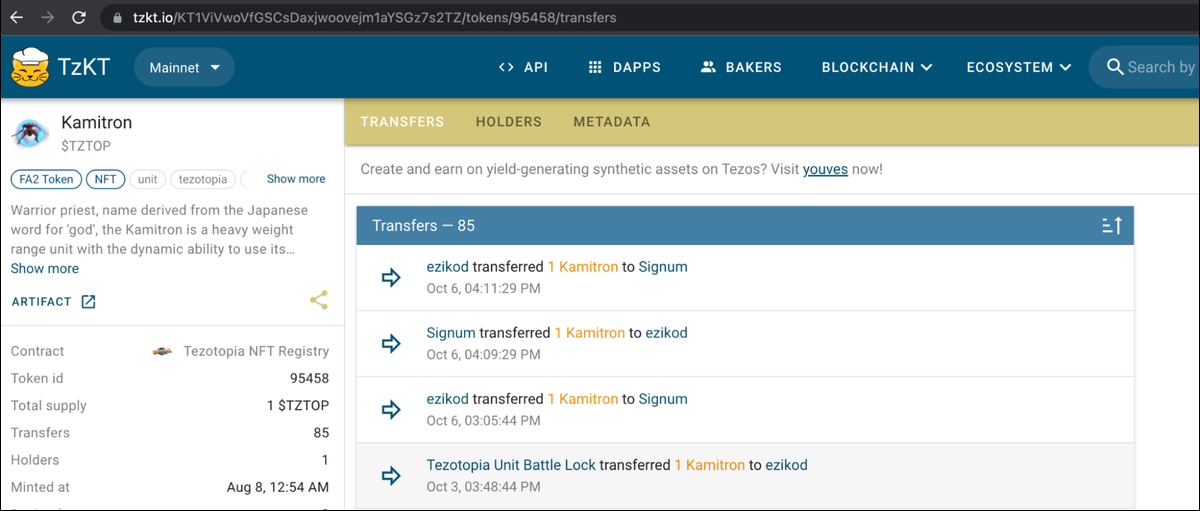 tzkt.io/KT1ViVwoVfGSCsDaxjwoovejm1aYSGz7s2TZ/tokens/95458/transfers
TzKT
Mainnet
<> API
DAPPS
BAKERS
BLOCKCHAIN
ECOSYSTEM
Search by
Kamitron
$TZTOP
FA2 Token
NFT
unit
tezotopia
Show more
Warrior priest, name derived from the Japanese
word for 'god', the Kamitron is a heavy weight
range unit with the dynamic ability to use its...
Show more
ARTIFACT
Contract Tezotopia NFT Registry
Token id 95458
Total supply 1 $TZTOP
Transfers 85
Holders 1
Minted at Aug 8, 12:54 AM
TRANSFERS
HOLDERS
METADATA
Create and earn on yield-generating synthetic assets on Tezos? Visit youves now!
Transfers — 85
ezikod transferred 1 Kamitron to Signum
Oct 6, 04:11:29 PM
Signum transferred 1 Kamitron to ezikod
Oct 6, 04:09:29 PM
ezikod transferred 1 Kamitron to Signum
Oct 6, 03:05:44 PM
Tezotopia Unit Battle Lock transferred 1 Kamitron to ezikod
Oct 3, 03:48:44 PM